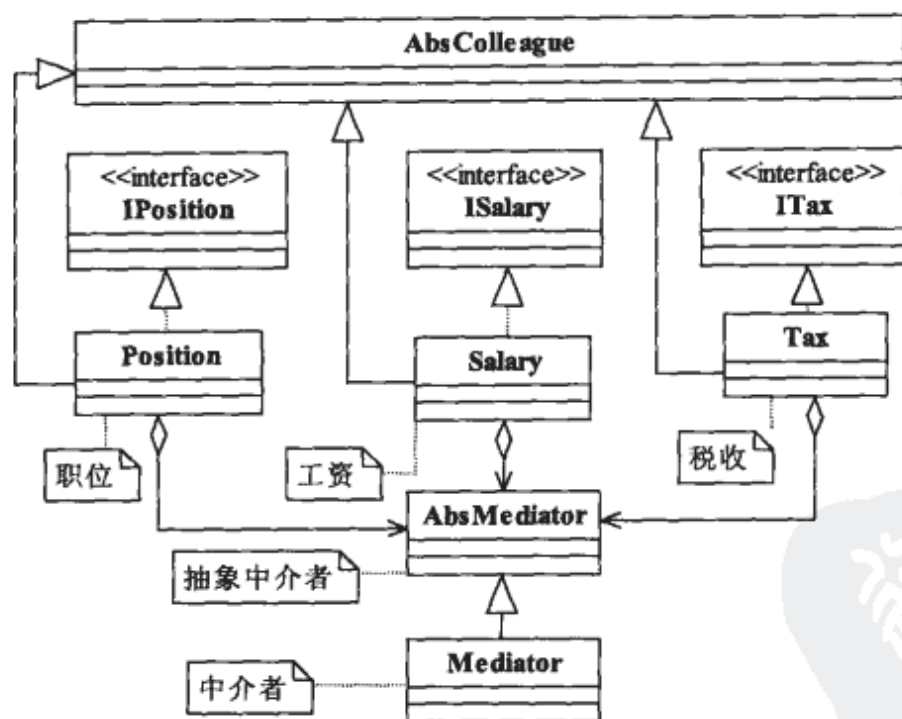 AbsColleague
<<interface>>
IPosition
<<interface>>
ISalary
<<interface>>
ITax
Position
Salary
Tax
职位
工资
税收
AbsMediator
抽象中介者
Mediator
中介者